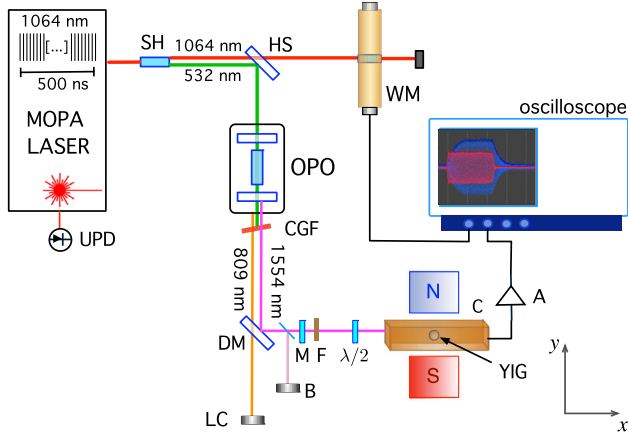 1064 nm
[...]
500 ns
MOPA
LASER
UPD
SH
1064 nm
532 nm
HS
WM
oscilloscope
OPO
CGF
809 nm
1554 nm
DM
M
F
λ/2
B
LC
N
S
C
A
YIG
y
x